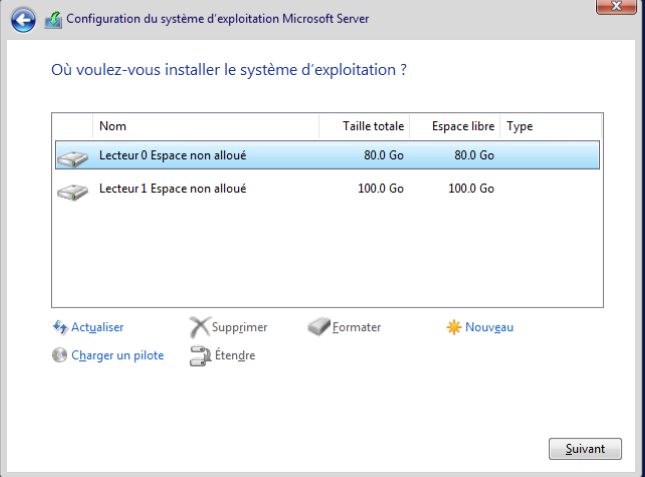 Configuration du système d'exploitation Microsoft Server
Où voulez-vous installer le système d'exploitation ?
Nom Taille totale Espace libre Type
Lecteur 0 Espace non alloué 80.0 Go 80.0 Go
Lecteur 1 Espace non alloué 100.0 Go 100.0 Go
Actualiser Supprimer Formater Nouveau
Charger un pilote Étendre
Suivant